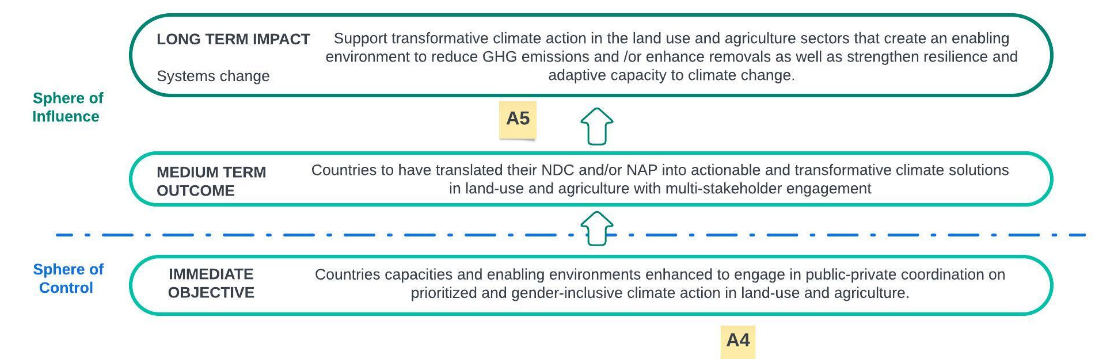 LONG TERM IMPACT
Systems change
Support transformative climate action in the land use and agriculture sectors that create an enabling
environment to reduce GHG emissions and /or enhance removals as well as strengthen resilience and
adaptive capacity to climate change.
Sphere of
Influence
A5
MEDIUM TERM
OUTCOME
Countries to have translated their NDC and/or NAP into actionable and transformative climate solutions
in land-use and agriculture with multi-stakeholder engagement
Sphere of
Control
IMMEDIATE
OBJECTIVE
Countries capacities and enabling environments enhanced to engage in public-private coordination on
prioritized and gender-inclusive climate action in land-use and agriculture.
A4